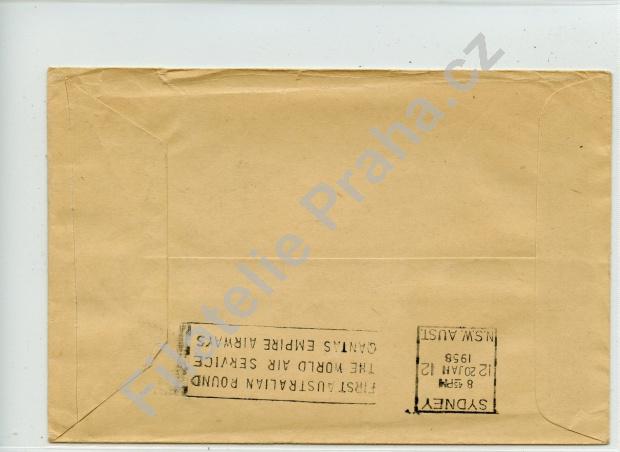 FIRST AUSTRALIAN ROUND
THE WORLD AIR SERVICE
QANTAS EMPIRE AIRWAYS
SYDNEY
8 45PM
12 20JAN 12
1958
N.S.W. AUST.
Filatelie Praha.cz